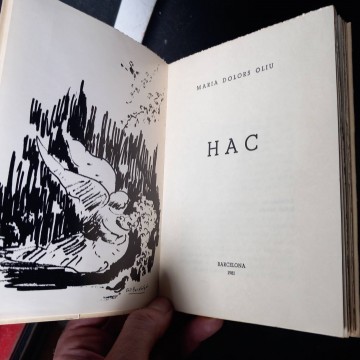 MARIA DOLORS OLIU
HAC
BARCELONA
1981